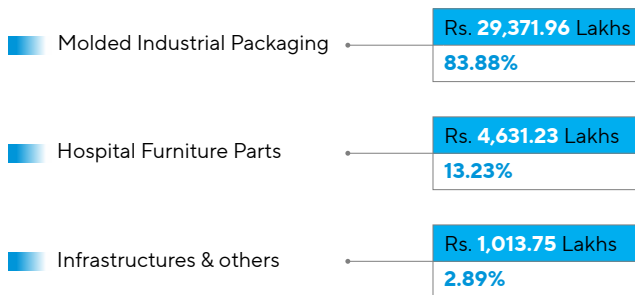 Molded Industrial Packaging
Rs. 29,371.96 Lakhs
83.88%
Hospital Furniture Parts
Rs. 4,631.23 Lakhs
13.23%
Infrastructures & others
Rs. 1,013.75 Lakhs
2.89%